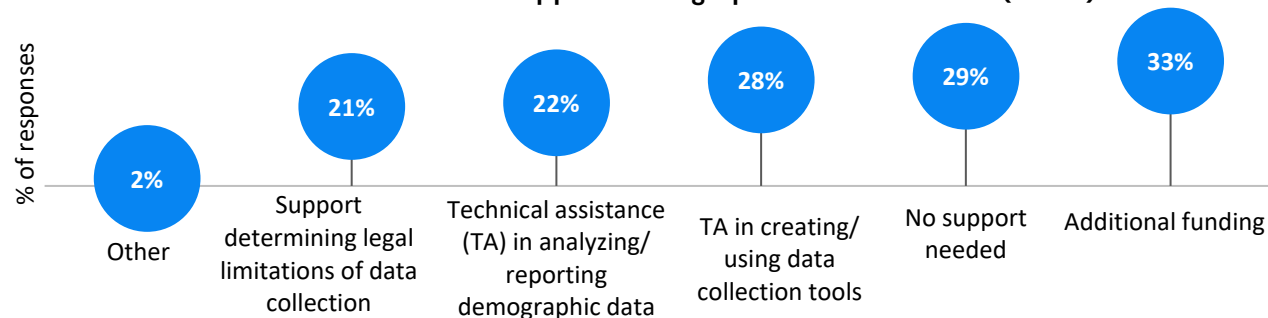 % of responses
2%
21%
22%
28%
29%
33%
Other
Support
determining legal
limitations of data
collection
Technical assistance
(TA) in analyzing/
reporting
demographic data
TA in creating/
using data
collection tools
No support
needed
Additional funding